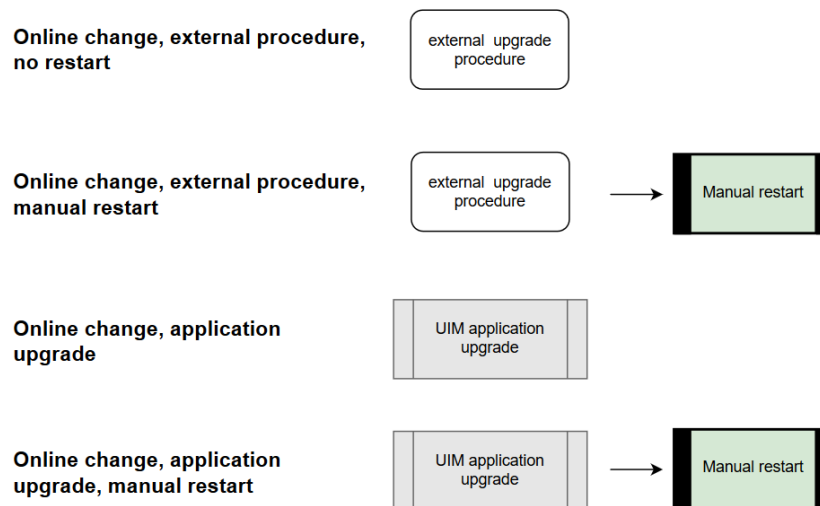 Online change, external procedure,
no restart
external upgrade
procedure
Online change, external procedure,
manual restart
external upgrade
procedure
Manual restart
Online change, application
upgrade
UIM application
upgrade
Online change, application
upgrade, manual restart
UIM application
upgrade
Manual restart